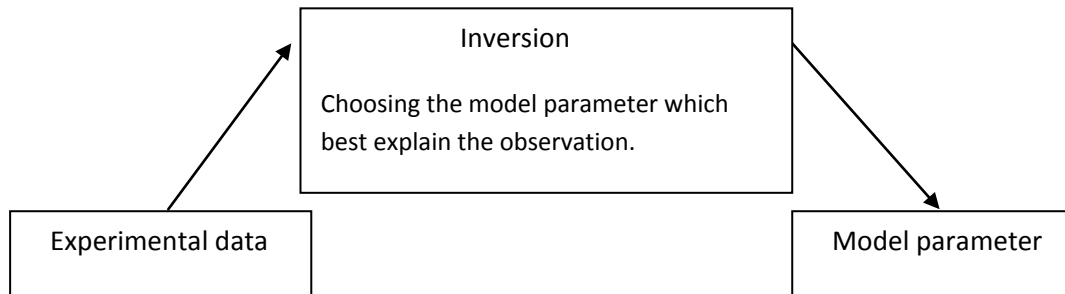 Inversion
Choosing the model parameter which
best explain the observation.
Experimental data
Model parameter